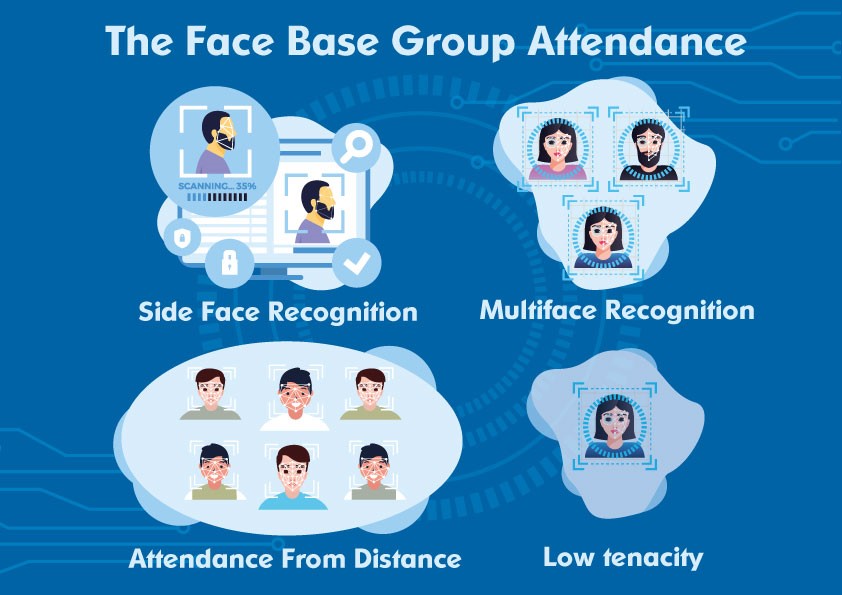 The Face Base Group Attendance
SCANNING... 35%
Side Face Recognition
Multiface Recognition
Attendance From Distance
Low tenacity